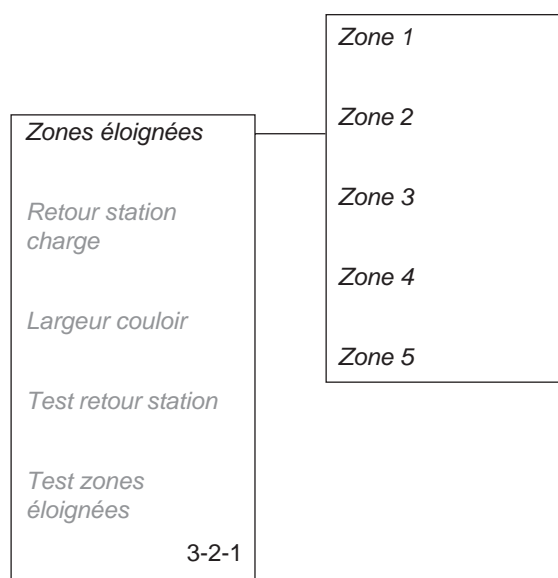 Zones éloignées
Retour station
charge
Largeur couloir
Test retour station
Test zones
éloignées
3-2-1
Zone 1
Zone 2
Zone 3
Zone 4
Zone 5